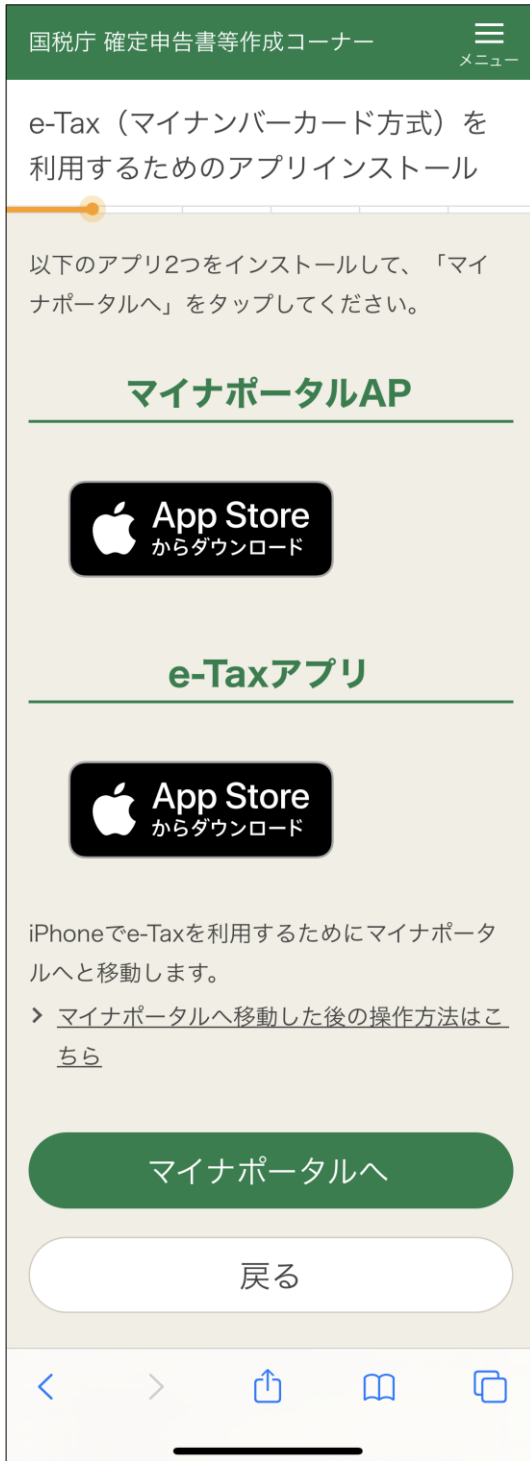 国税庁 確定申告書等作成コーナー
メニュー
e-Tax（マイナンバーカード方式）を
利用するためのアプリインストール
以下のアプリ2つをインストールして、「マイ
ナポータルへ」をタップしてください。
マイナポータルAP
App Store
からダウンロード
e-Taxアプリ
App Store
からダウンロード
iPhoneでe-Taxを利用するためにマイナポータ
ルへと移動します。
マイナポータルへ移動した後の操作方法はこ
ちら
マイナポータルへ
戻る